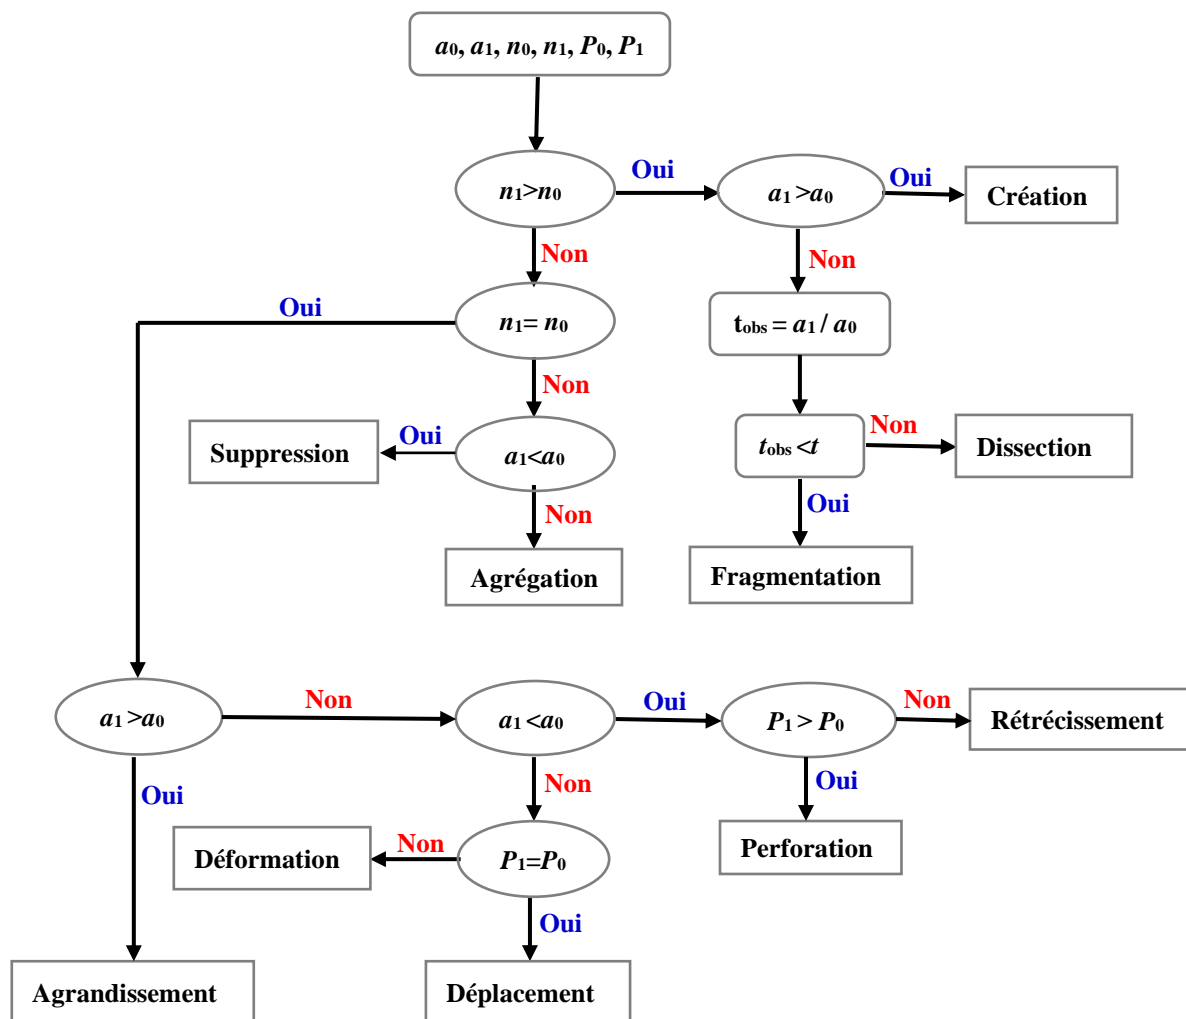 a0, a1, n0, n1, P0, P1
n1>n0
Oui
a1>a0
Oui
Création
Non
Non
Oui
n1= n0
tobs = a1 / a0
Non
Suppression
Oui
a1<a0
tobs <t
Non
Dissection
Non
Oui
Agrégation
Fragmentation
a1>a0
Non
a1<a0
Oui
P1> P0
Non
Rétrécissement
Oui
Non
Oui
Déformation
Non
P1=P0
Perforation
Oui
Agrandissement
Déplacement